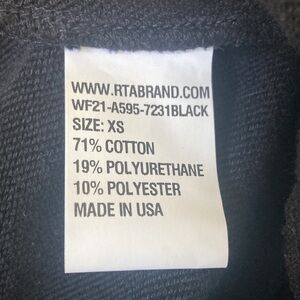 WWW.RTABRAND.COM
WF21-A595-7231BLACK
SIZE: XS
71% COTTON
19% POLYURETHANE
10% POLYESTER
MADE IN USA